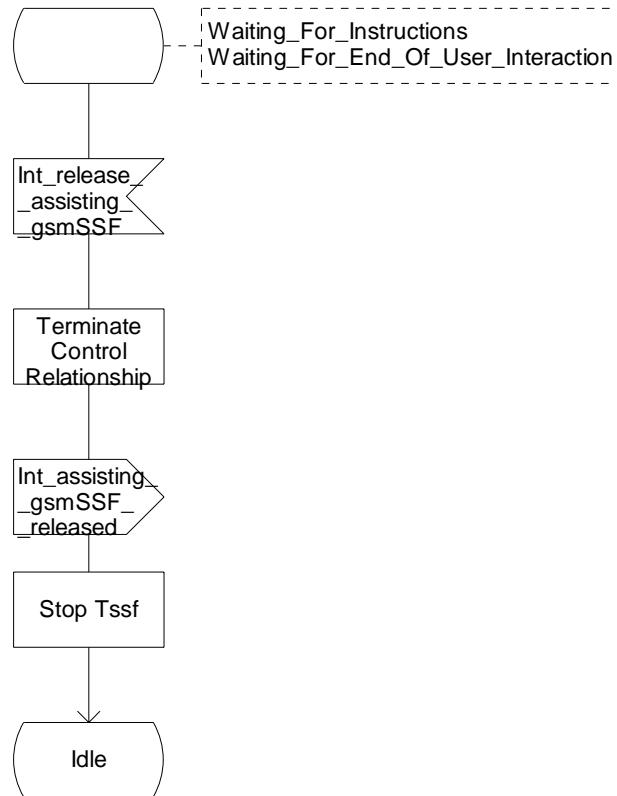 Waiting_For_Instructions
Waiting_For_End_Of_User_Interaction
Int_release_
_assisting_
_gsmSSF
Terminate
Control
Relationship
Int_assisting_
_gsmSSF_
_released
Stop Tssf
Idle